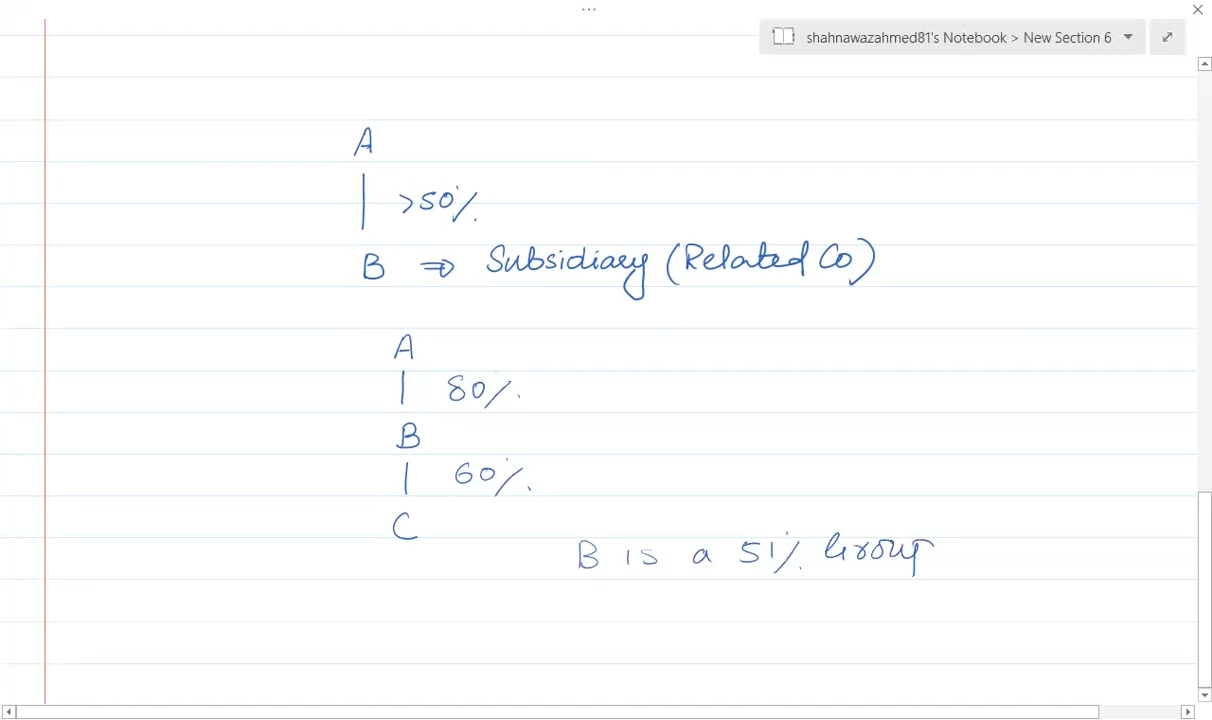 ...
shahnawazahmed81's Notebook > New Section 6
A
>50%
B ⇒ Subsidiary (Related Co)
A
80%.
B
60%.
C
B is a 51% Group